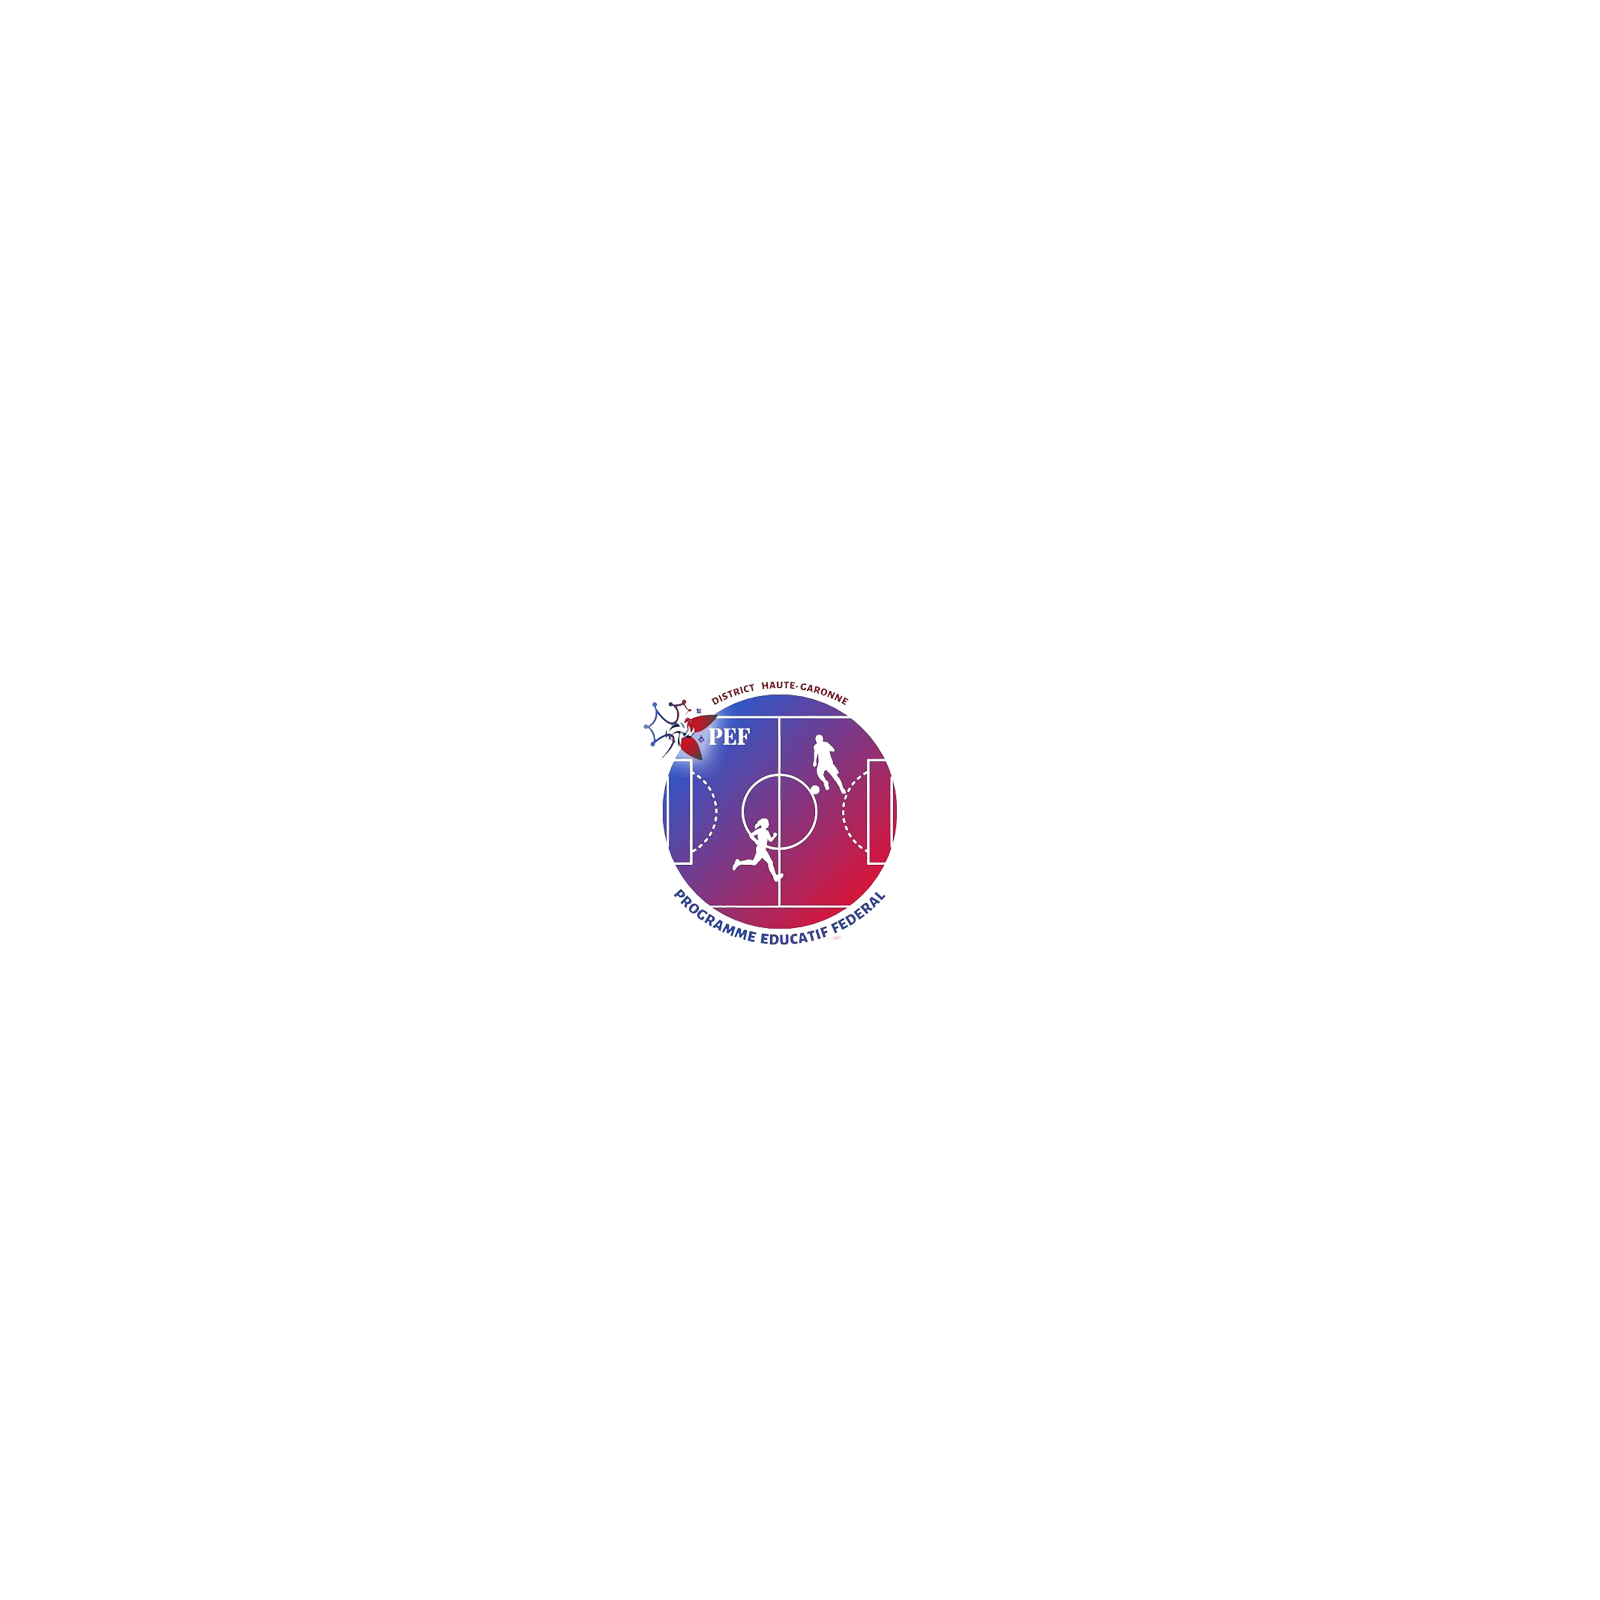 DISTRICT HAUTE-GARONNE
PEF
PROGRAMME EDUCATIF FEDERAL